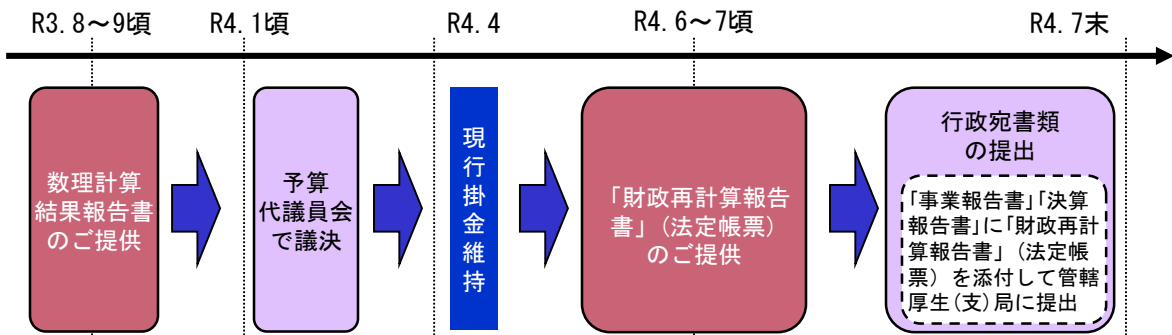 R3.8～9頃
R4.1頃
R4.4
R4.6～7頃
R4.7末
数理計算
結果報告書
のご提供
予算
代議員会
で議決
現
行
掛
金
維
持
「財政再計算報告
書」（法定帳票）
のご提供
行政宛書類
の提出
「事業報告書」「決算
報告書」に「財政再計
算報告書」（法定帳
票）を添付して管轄
厚生(支)局に提出